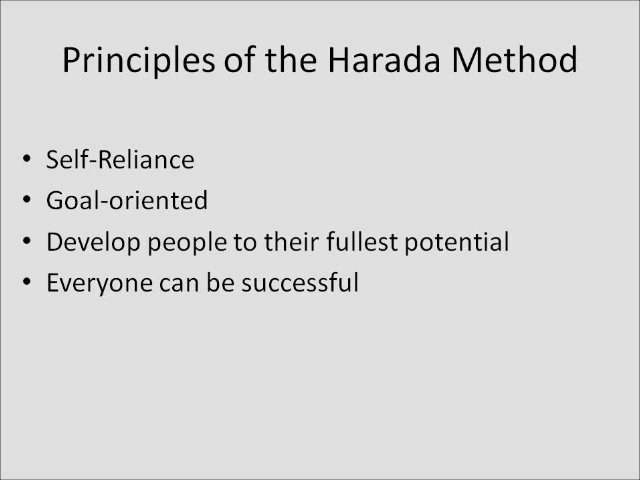 Principles of the Harada Method
• Self-Reliance
• Goal-oriented
• Develop people to their fullest potential
• Everyone can be successful